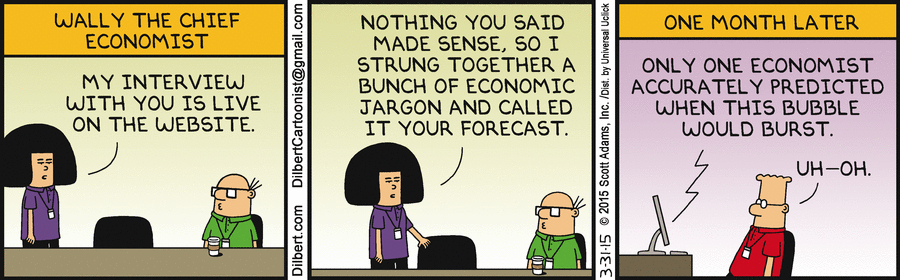 WALLY THE CHIEF
ECONOMIST
MY INTERVIEW
WITH YOU IS LIVE
ON THE WEBSITE.
Dilbert.com DilbertCartoonist@gmail.com
NOTHING YOU SAID
MADE SENSE, SO I
STRUNG TOGETHER A
BUNCH OF ECONOMIC
JARGON AND CALLED
IT YOUR FORECAST.
3-31-15 © 2015 Scott Adams, Inc. /Dist. by Universal Uclick
ONE MONTH LATER
ONLY ONE ECONOMIST
ACCURATELY PREDICTED
WHEN THIS BUBBLE
WOULD BURST.
UH-OH.